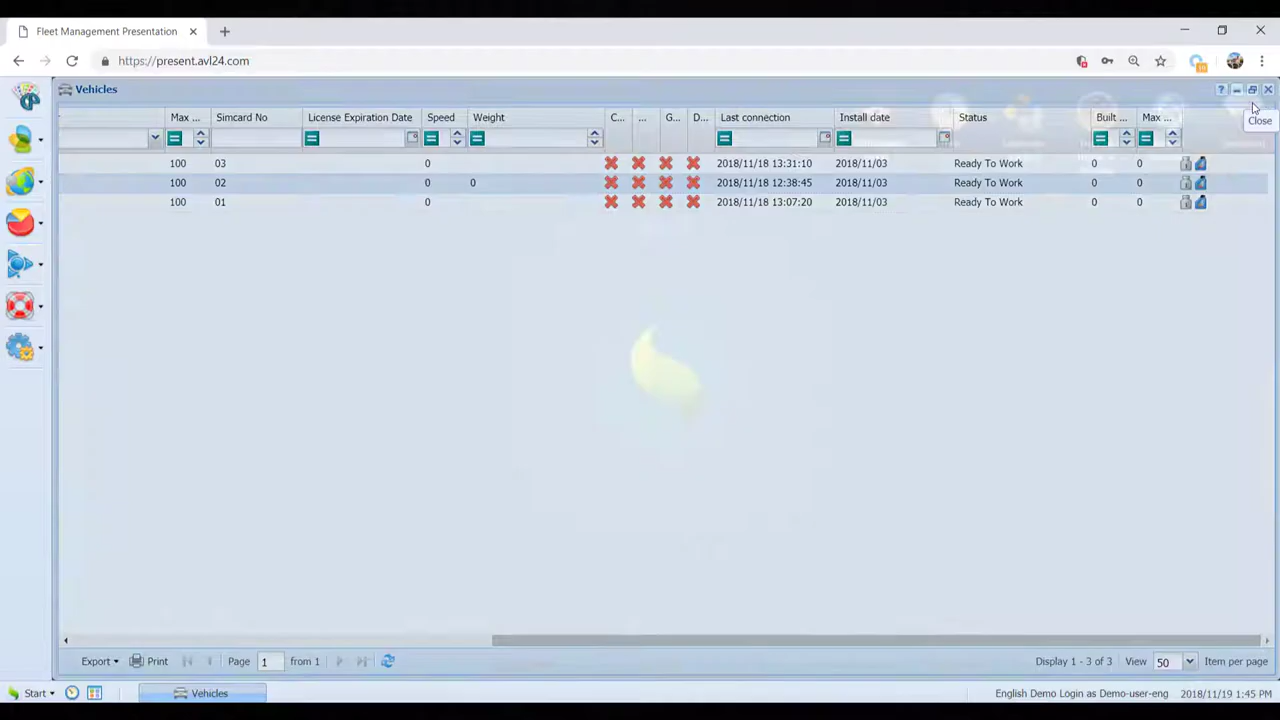 Fleet Management Presentation
https://present.avl24.com
Vehicles
Close
Max ... Simcard No License Expiration Date Speed Weight C... ... G... D... Last connection Install date Status Built ... Max ...
100 03 0 2018/11/18 13:31:10 2018/11/03 Ready To Work 0 0
100 02 0 0 2018/11/18 12:38:45 2018/11/03 Ready To Work 0 0
100 01 0 2018/11/18 13:07:20 2018/11/03 Ready To Work 0 0
Export Print Page 1 from 1 Display 1 - 3 of 3 View 50 Item per page
Start Vehicles English Demo Login as Demo-user-eng 2018/11/19 1:45 PM